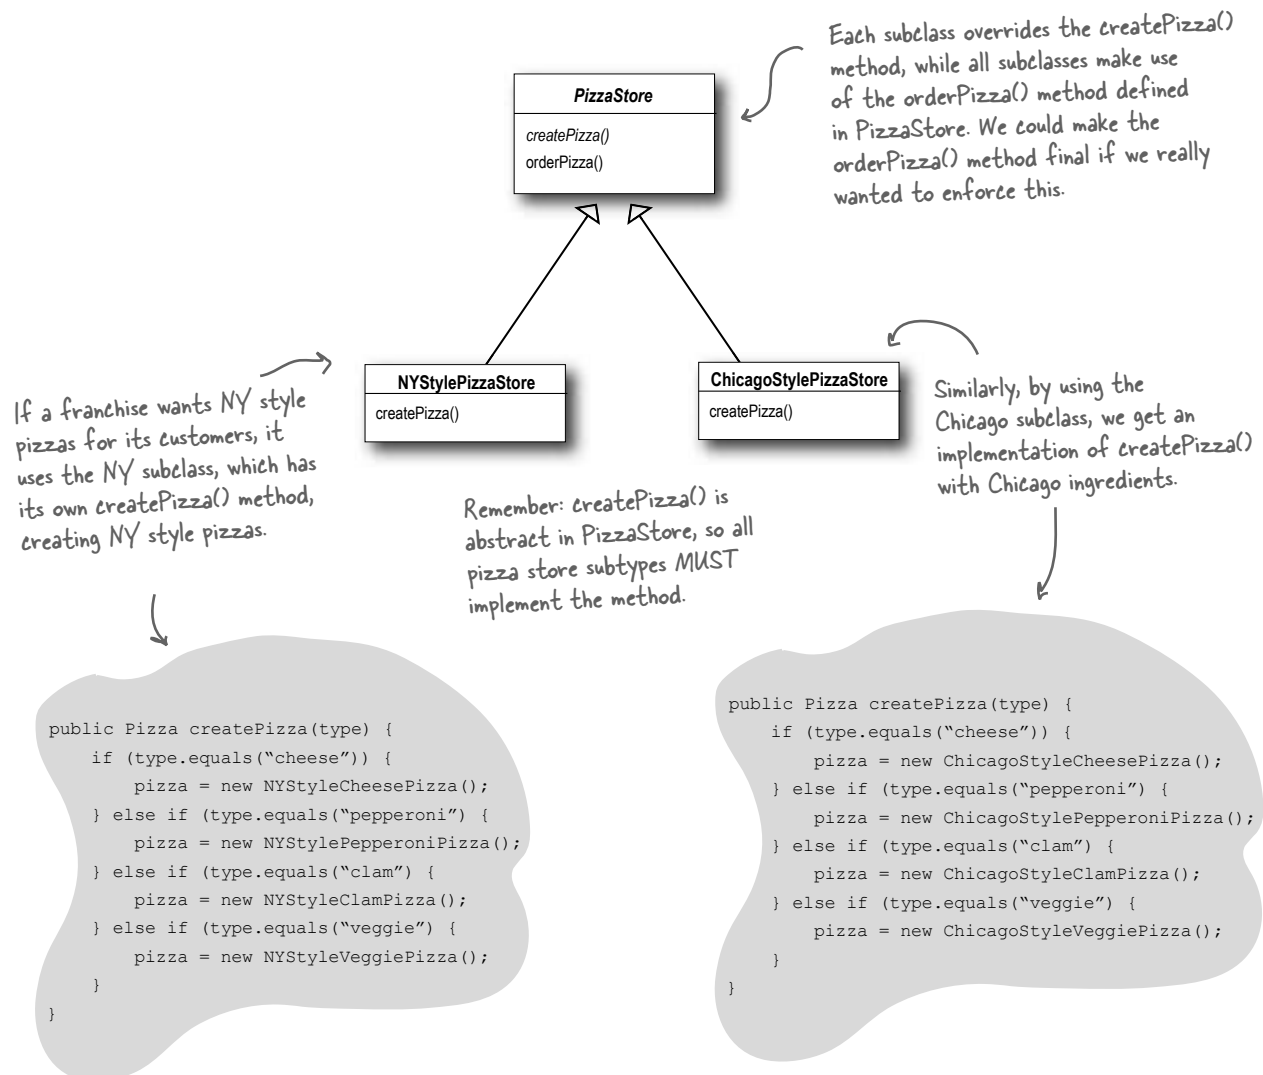 Each subclass overrides the createPizza()
method, while all subclasses make use
of the orderPizza() method defined
in PizzaStore. We could make the
orderPizza() method final if we really
wanted to enforce this.
PizzaStore
createPizza()
orderPizza()
NYStylePizzaStore
createPizza()
ChicagoStylePizzaStore
createPizza()
If a franchise wants NY style
pizzas for its customers, it
uses the NY subclass, which has
its own createPizza() method,
creating NY style pizzas.
Similarly, by using the
Chicago subclass, we get an
implementation of createPizza()
with Chicago ingredients.
Remember: createPizza() is
abstract in PizzaStore, so all
pizza store subtypes MUST
implement the method.
public Pizza createPizza(type) {
    if (type.equals(“cheese”)) {
        pizza = new NYStyleCheesePizza();
    } else if (type.equals(“pepperoni”) {
        pizza = new NYStylePepperoniPizza();
    } else if (type.equals(“clam”) {
        pizza = new NYStyleClamPizza();
    } else if (type.equals(“veggie”) {
        pizza = new NYStyleVeggiePizza();
    }
}
public Pizza createPizza(type) {
    if (type.equals(“cheese”)) {
        pizza = new ChicagoStyleCheesePizza();
    } else if (type.equals(“pepperoni”) {
        pizza = new ChicagoStylePepperoniPizza();
    } else if (type.equals(“clam”) {
        pizza = new ChicagoStyleClamPizza();
    } else if (type.equals(“veggie”) {
        pizza = new ChicagoStyleVeggiePizza();
    }
}